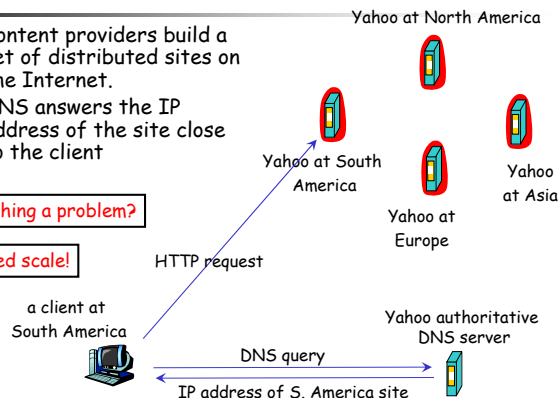 ontent providers build a
et of distributed sites on
ne Internet.
NS answers the IP
ddress of the site close
o the client
hing a problem?
ed scale!
Yahoo at North America
Yahoo at South
America
Yahoo
at Asia
Yahoo at
Europe
HTTP request
a client at
South America
Yahoo authoritative
DNS server
DNS query
IP address of S. America site